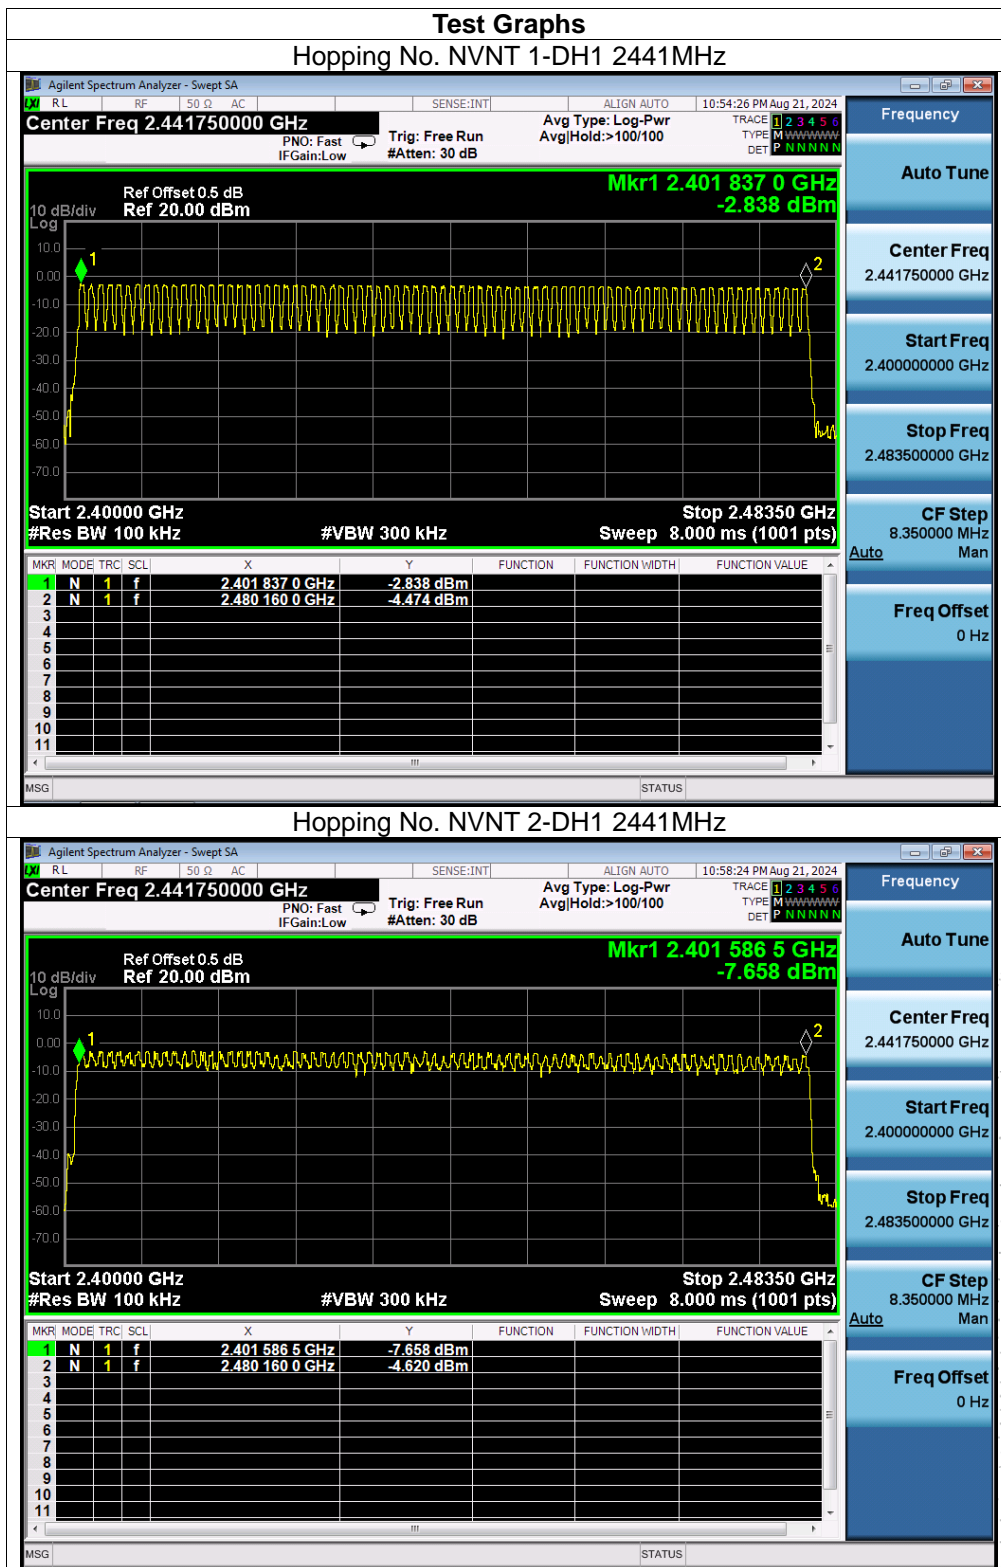 Test Graphs
Hopping No. NVNT 1-DH1 2441MHz
Agilent Spectrum Analyzer - Swept SA
LXI RL RF 50 Ω AC SENSE:INT ALIGN AUTO 10:54:26 PM Aug 21, 2024
Center Freq 2.441750000 GHz Avg Type: Log-Pwr TRACE 1 2 3 4 5 6
PNO: Fast Trig: Free Run Avg|Hold:>100/100 TYPE M WWWWW
IFGain:Low #Atten: 30 dB DET P N N N N N
Frequency
Mkr1 2.401 837 0 GHz
-2.838 dBm
Ref Offset 0.5 dB
10 dB/div Ref 20.00 dBm
Log
10.0
0.00
-10.0
-20.0
-30.0
-40.0
-50.0
-60.0
-70.0
1
2
Start 2.40000 GHz Stop 2.48350 GHz
#Res BW 100 kHz #VBW 300 kHz Sweep 8.000 ms (1001 pts)
MKR MODE TRC SCL X Y FUNCTION FUNCTION WIDTH FUNCTION VALUE
1 N 1 f 2.401 837 0 GHz -2.838 dBm
2 N 1 f 2.480 160 0 GHz -4.474 dBm
3
4
5
6
7
8
9
10
11
MSG STATUS
Auto Tune
Center Freq
2.441750000 GHz
Start Freq
2.400000000 GHz
Stop Freq
2.483500000 GHz
CF Step
8.350000 MHz
Auto Man
Freq Offset
0 Hz
Hopping No. NVNT 2-DH1 2441MHz
Agilent Spectrum Analyzer - Swept SA
LXI RL RF 50 Ω AC SENSE:INT ALIGN AUTO 10:58:24 PM Aug 21, 2024
Center Freq 2.441750000 GHz Avg Type: Log-Pwr TRACE 1 2 3 4 5 6
PNO: Fast Trig: Free Run Avg|Hold:>100/100 TYPE M WWWWW
IFGain:Low #Atten: 30 dB DET P N N N N N
Frequency
Mkr1 2.401 586 5 GHz
-7.658 dBm
Ref Offset 0.5 dB
10 dB/div Ref 20.00 dBm
Log
10.0
0.00
-10.0
-20.0
-30.0
-40.0
-50.0
-60.0
-70.0
1
2
Start 2.40000 GHz Stop 2.48350 GHz
#Res BW 100 kHz #VBW 300 kHz Sweep 8.000 ms (1001 pts)
MKR MODE TRC SCL X Y FUNCTION FUNCTION WIDTH FUNCTION VALUE
1 N 1 f 2.401 586 5 GHz -7.658 dBm
2 N 1 f 2.480 160 0 GHz -4.620 dBm
3
4
5
6
7
8
9
10
11
MSG STATUS
Auto Tune
Center Freq
2.441750000 GHz
Start Freq
2.400000000 GHz
Stop Freq
2.483500000 GHz
CF Step
8.350000 MHz
Auto Man
Freq Offset
0 Hz